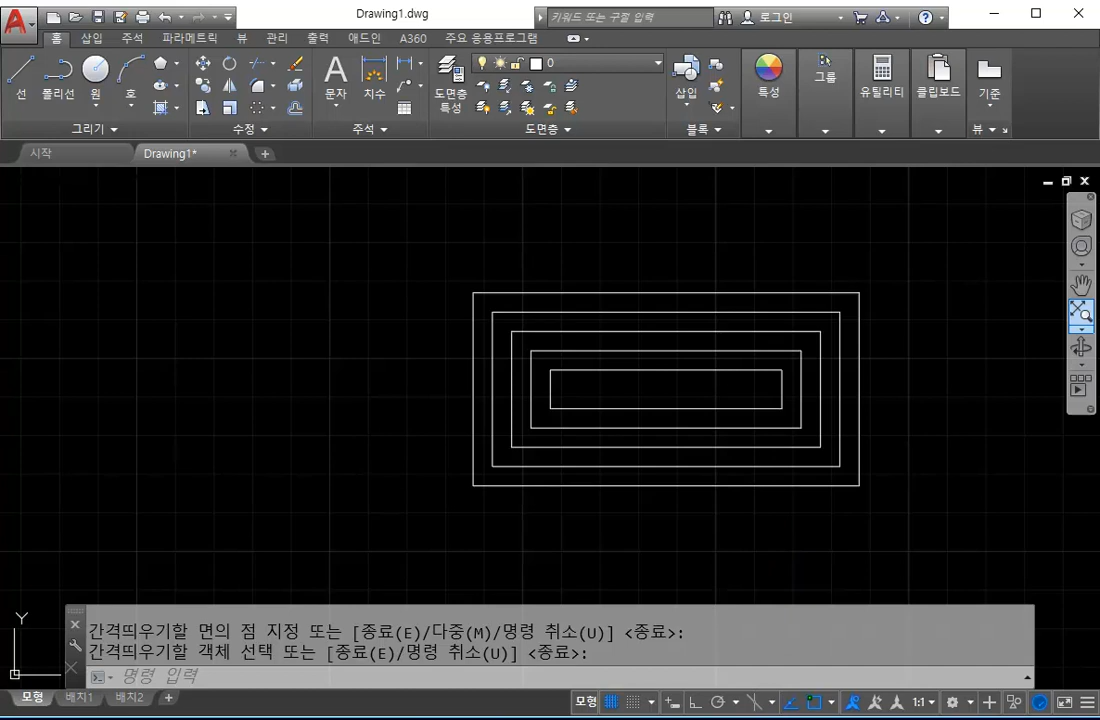 Drawing1.dwg
키워드 또는 구절 입력
로그인
홈 삽입 주석 파라메트릭 뷰 관리 출력 애드인 A360 주요 응용프로그램
0
선 폴리선 원 호 문자 치수 도면층 특성 삽입 특성 그룹 유틸리티 클립보드 기준
그리기 수정 주석 도면층 블록 뷰
시작 Drawing1*
간격띄우기할 면의 점 지정 또는 [종료(E)/다중(M)/명령 취소(U)] <종료>:
간격띄우기할 객체 선택 또는 [종료(E)/명령 취소(U)] <종료>:
명령 입력
Y
모형 배치1 배치2 +
모형 1:1